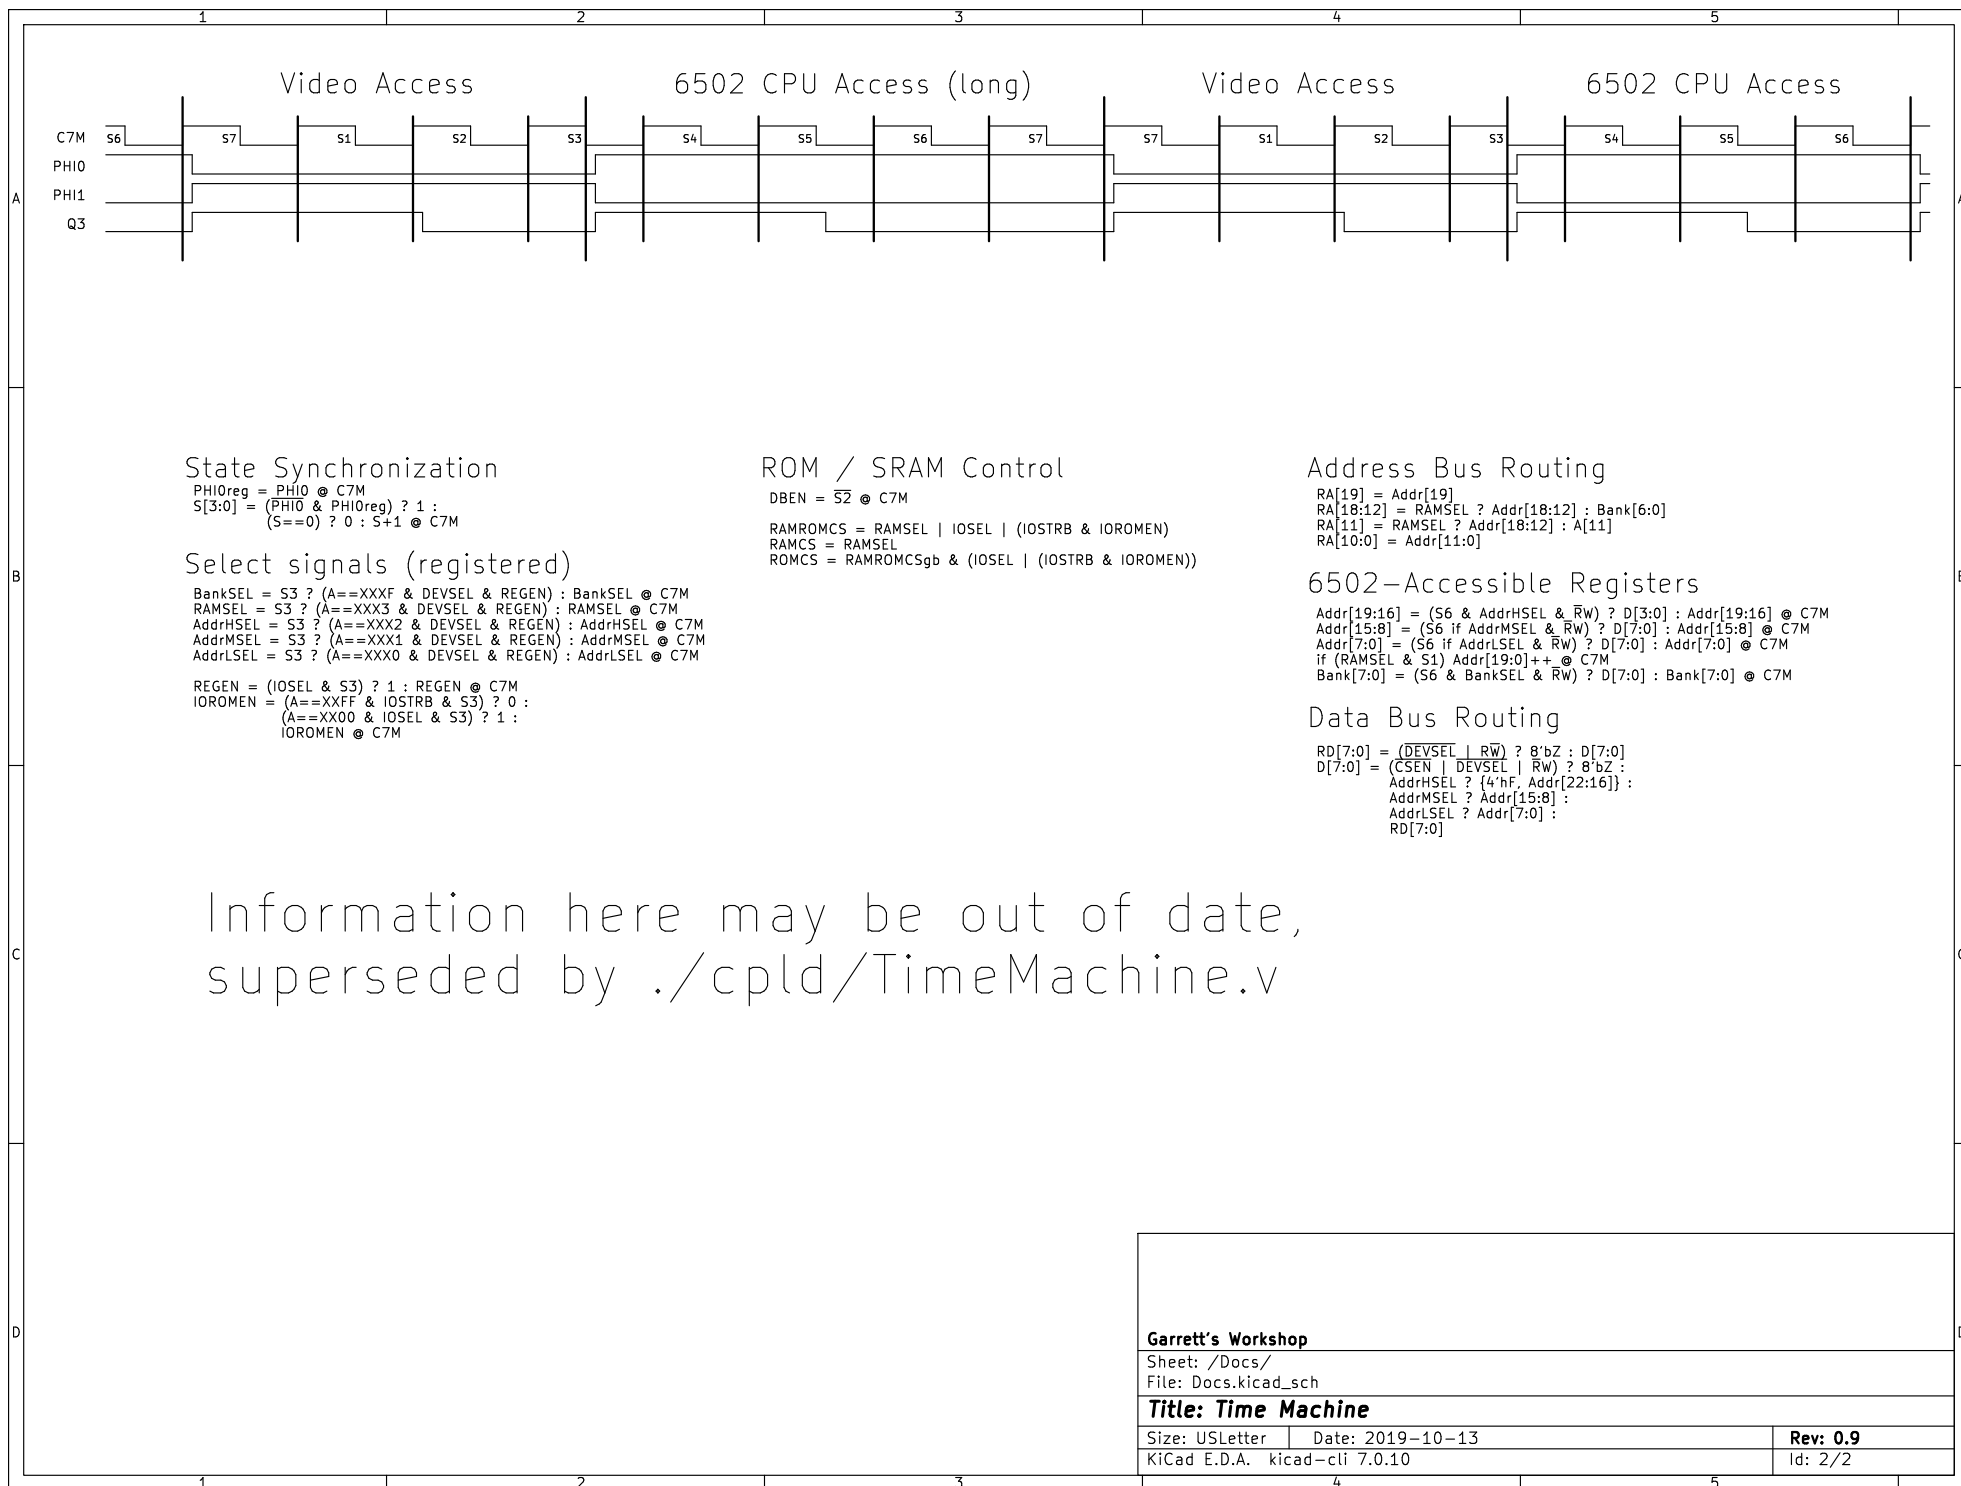 1 2 3 4 5
Video Access 6502 CPU Access (long) Video Access 6502 CPU Access
C7M S6 S7 S1 S2 S3 S4 S5 S6 S7 S7 S1 S2 S3 S4 S5 S6
PHI0
PHI1
Q3
A
State Synchronization
PHI0reg = PHI0 @ C7M
S[3:0] = (P̅H̅I̅0̅ & PHI0reg) ? 1 :
(S==0) ? 0 : S+1 @ C7M
Select signals (registered)
BankSEL = S3 ? (A==XXXF & DEVSEL & REGEN) : BankSEL @ C7M
RAMSEL = S3 ? (A==XXX3 & DEVSEL & REGEN) : RAMSEL @ C7M
AddrHSEL = S3 ? (A==XXX2 & DEVSEL & REGEN) : AddrHSEL @ C7M
AddrMSEL = S3 ? (A==XXX1 & DEVSEL & REGEN) : AddrMSEL @ C7M
AddrLSEL = S3 ? (A==XXX0 & DEVSEL & REGEN) : AddrLSEL @ C7M
REGEN = (IOSEL & S3) ? 1 : REGEN @ C7M
IOROMEN = (A==XXFF & IOSTRB & S3) ? 0 :
(A==XX00 & IOSEL & S3) ? 1 :
IOROMEN @ C7M
ROM / SRAM Control
DBEN = S̅2̅ @ C7M
RAMROMCS = RAMSEL | IOSEL | (IOSTRB & IOROMEN)
RAMCS = RAMSEL
ROMCS = RAMROMCSgb & (IOSEL | (IOSTRB & IOROMEN))
Address Bus Routing
RA[19] = Addr[19]
RA[18:12] = RAMSEL ? Addr[18:12] : Bank[6:0]
RA[11] = RAMSEL ? Addr[18:12] : A[11]
RA[10:0] = Addr[11:0]
6502-Accessible Registers
Addr[19:16] = (S6 & AddrHSEL & R̅W) ? D[3:0] : Addr[19:16] @ C7M
Addr[15:8] = (S6 if AddrMSEL & R̅W) ? D[7:0] : Addr[15:8] @ C7M
Addr[7:0] = (S6 if AddrLSEL & R̅W) ? D[7:0] : Addr[7:0] @ C7M
if (RAMSEL & S1) Addr[19:0]++ @ C7M
Bank[7:0] = (S6 & BankSEL & R̅W) ? D[7:0] : Bank[7:0] @ C7M
Data Bus Routing
RD[7:0] = (D̅E̅V̅S̅E̅L̅ | RW̅) ? 8'bZ : D[7:0]
D[7:0] = (C̅S̅E̅N̅ | D̅E̅V̅S̅E̅L̅ | R̅W) ? 8'bZ :
AddrHSEL ? {4'hF, Addr[22:16]} :
AddrMSEL ? Addr[15:8] :
AddrLSEL ? Addr[7:0] :
RD[7:0]
B
Information here may be out of date,
superseded by ./cpld/TimeMachine.v
C
D
Garrett's Workshop
Sheet: /Docs/
File: Docs.kicad_sch
Title: Time Machine
Size: USLetter Date: 2019-10-13 Rev: 0.9
KiCad E.D.A. kicad-cli 7.0.10 Id: 2/2
1 2 3 4 5